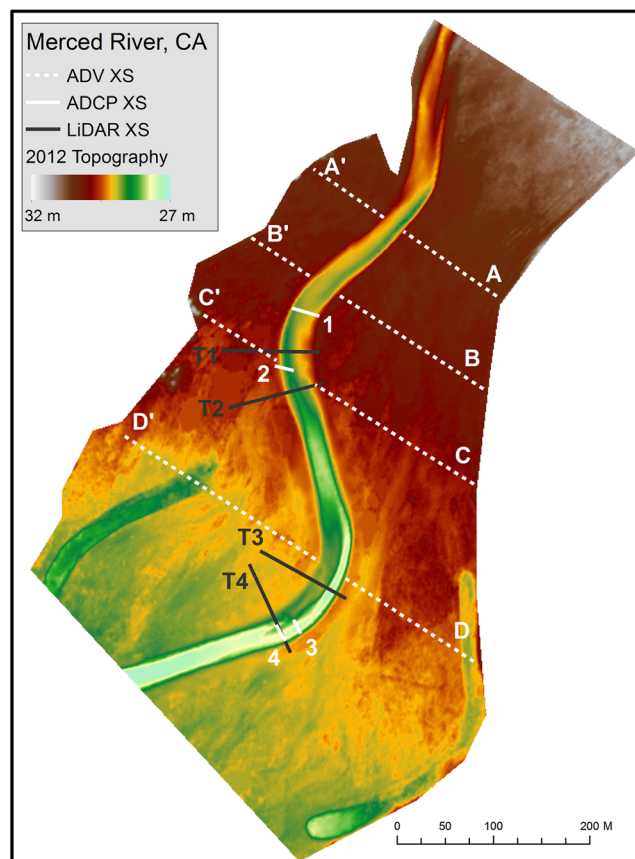 Merced River, CA
ADV XS
ADCP XS
LiDAR XS
2012 Topography
32 m 27 m
A'
B'
A
C'
1
T1
B
2
T2
D'
C
T3
T4
D
3
4
0 50 100 200 M